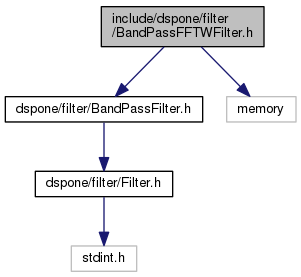 include/dspone/filter
/BandPassFFTWFilter.h
dspone/filter/BandPassFilter.h
memory
dspone/filter/Filter.h
stdint.h